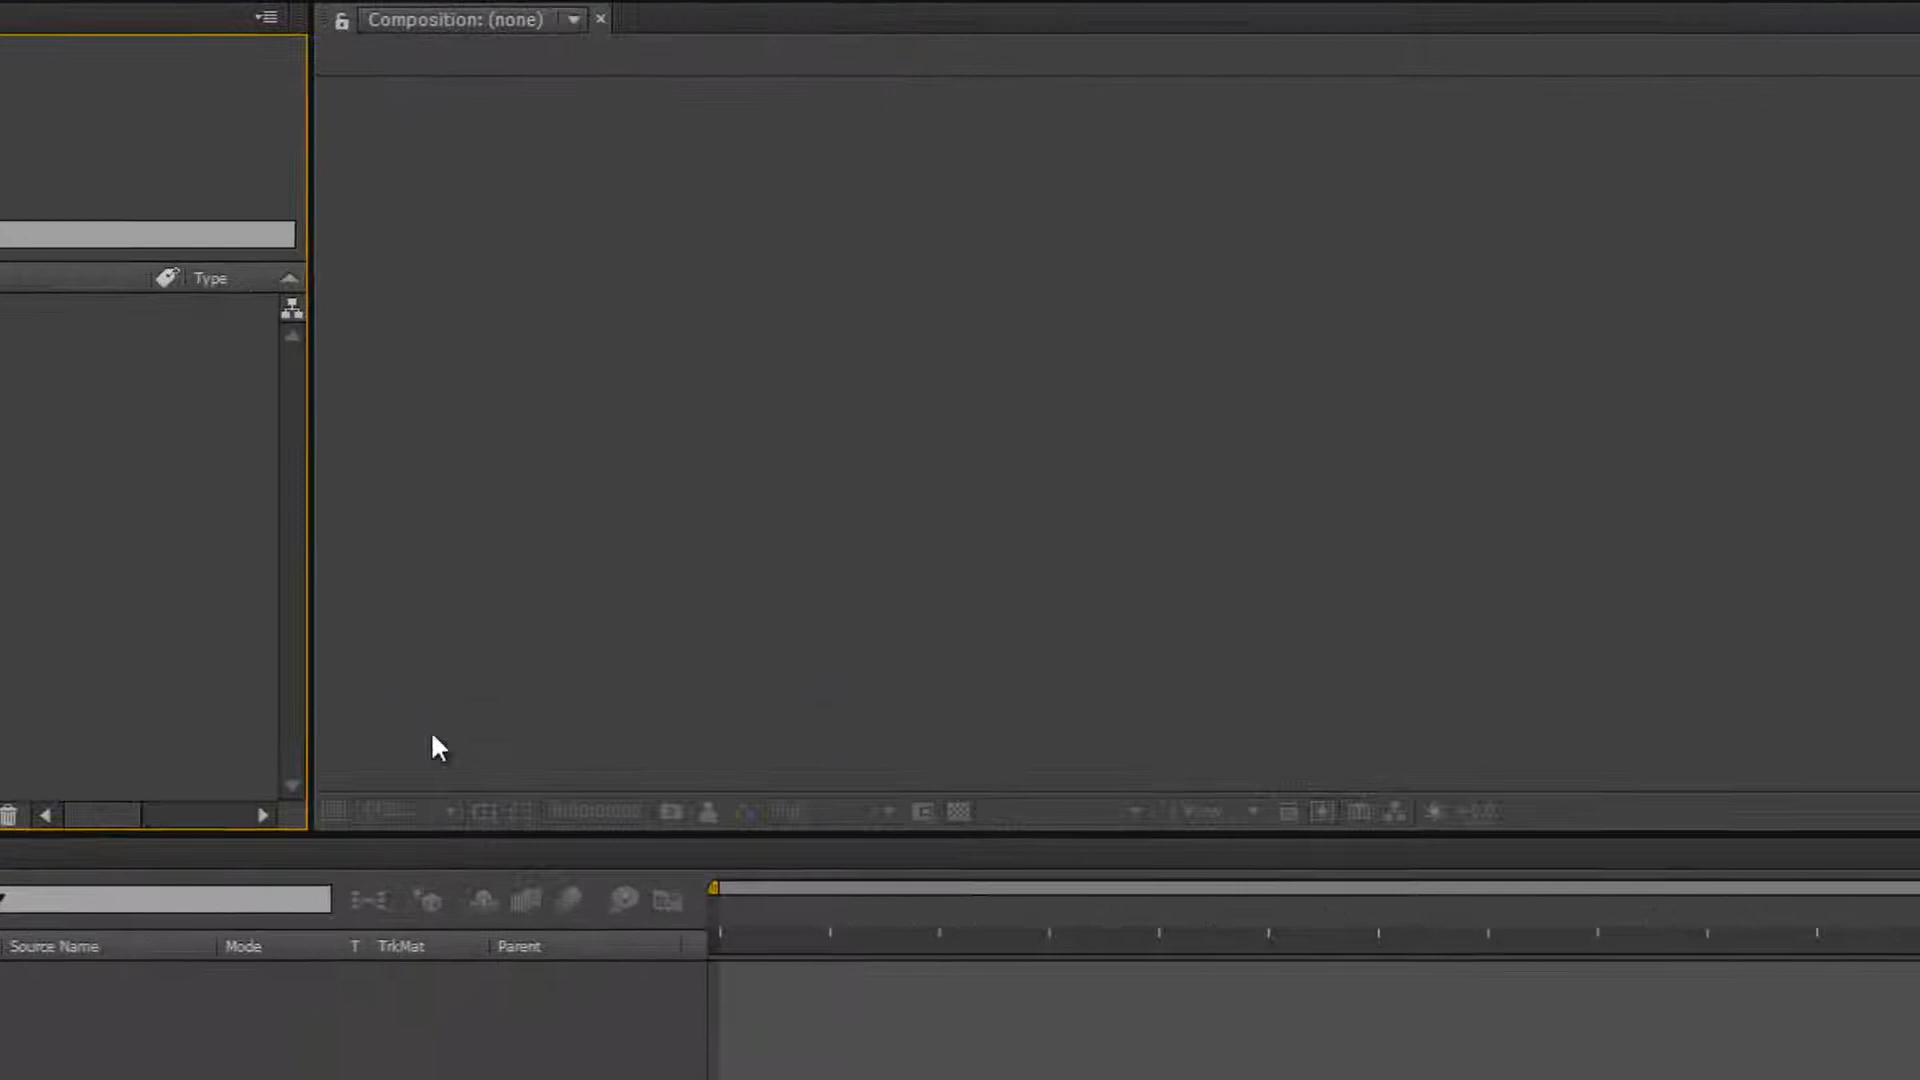 Composition: (none)
Type
Source Name
Mode
T
TrkMat
Parent